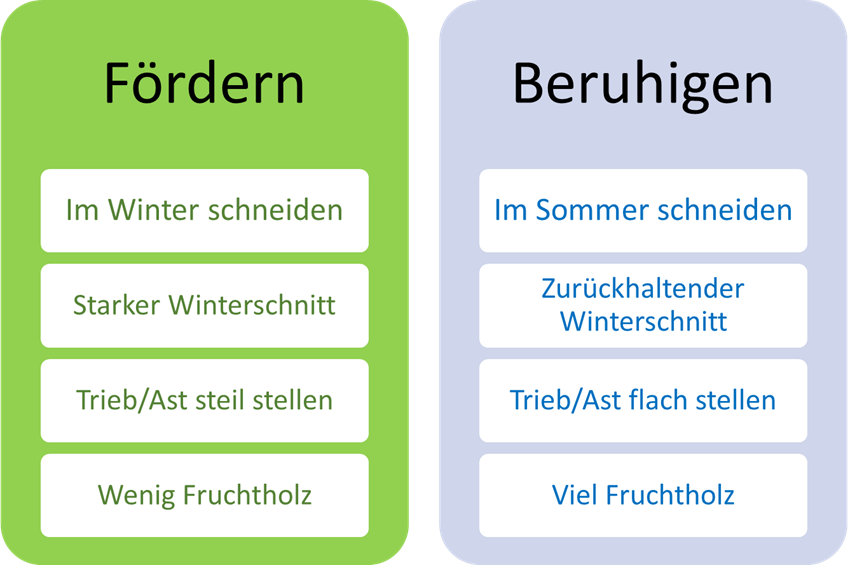 Fördern
Im Winter schneiden
Starker Winterschnitt
Trieb/Ast steil stellen
Wenig Fruchtholz
Beruhigen
Im Sommer schneiden
Zurückhaltender
Winterschnitt
Trieb/Ast flach stellen
Viel Fruchtholz